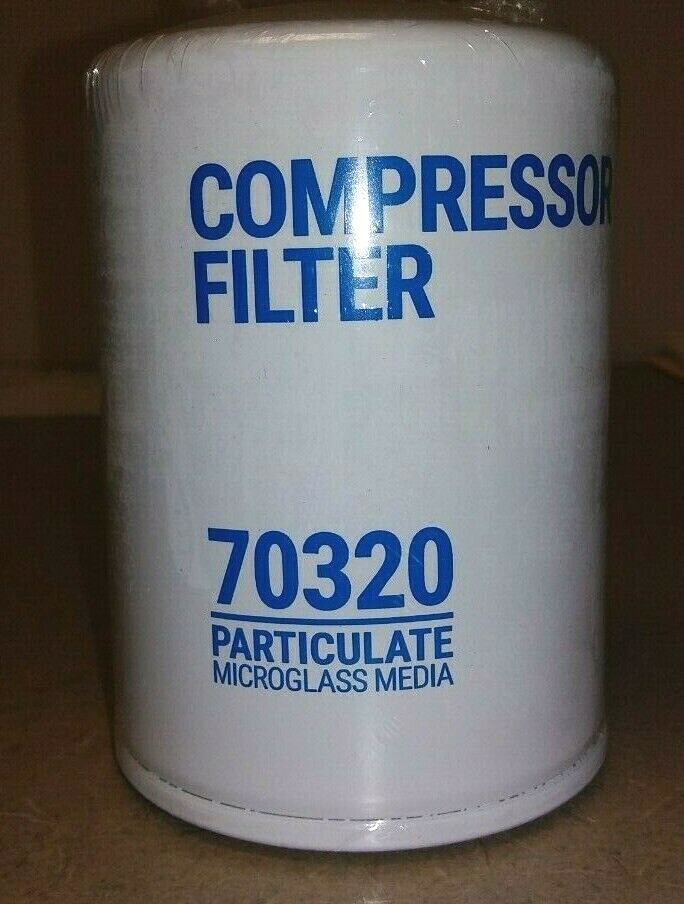 COMPRESSOR
FILTER
70320
PARTICULATE
MICROGLASS MEDIA